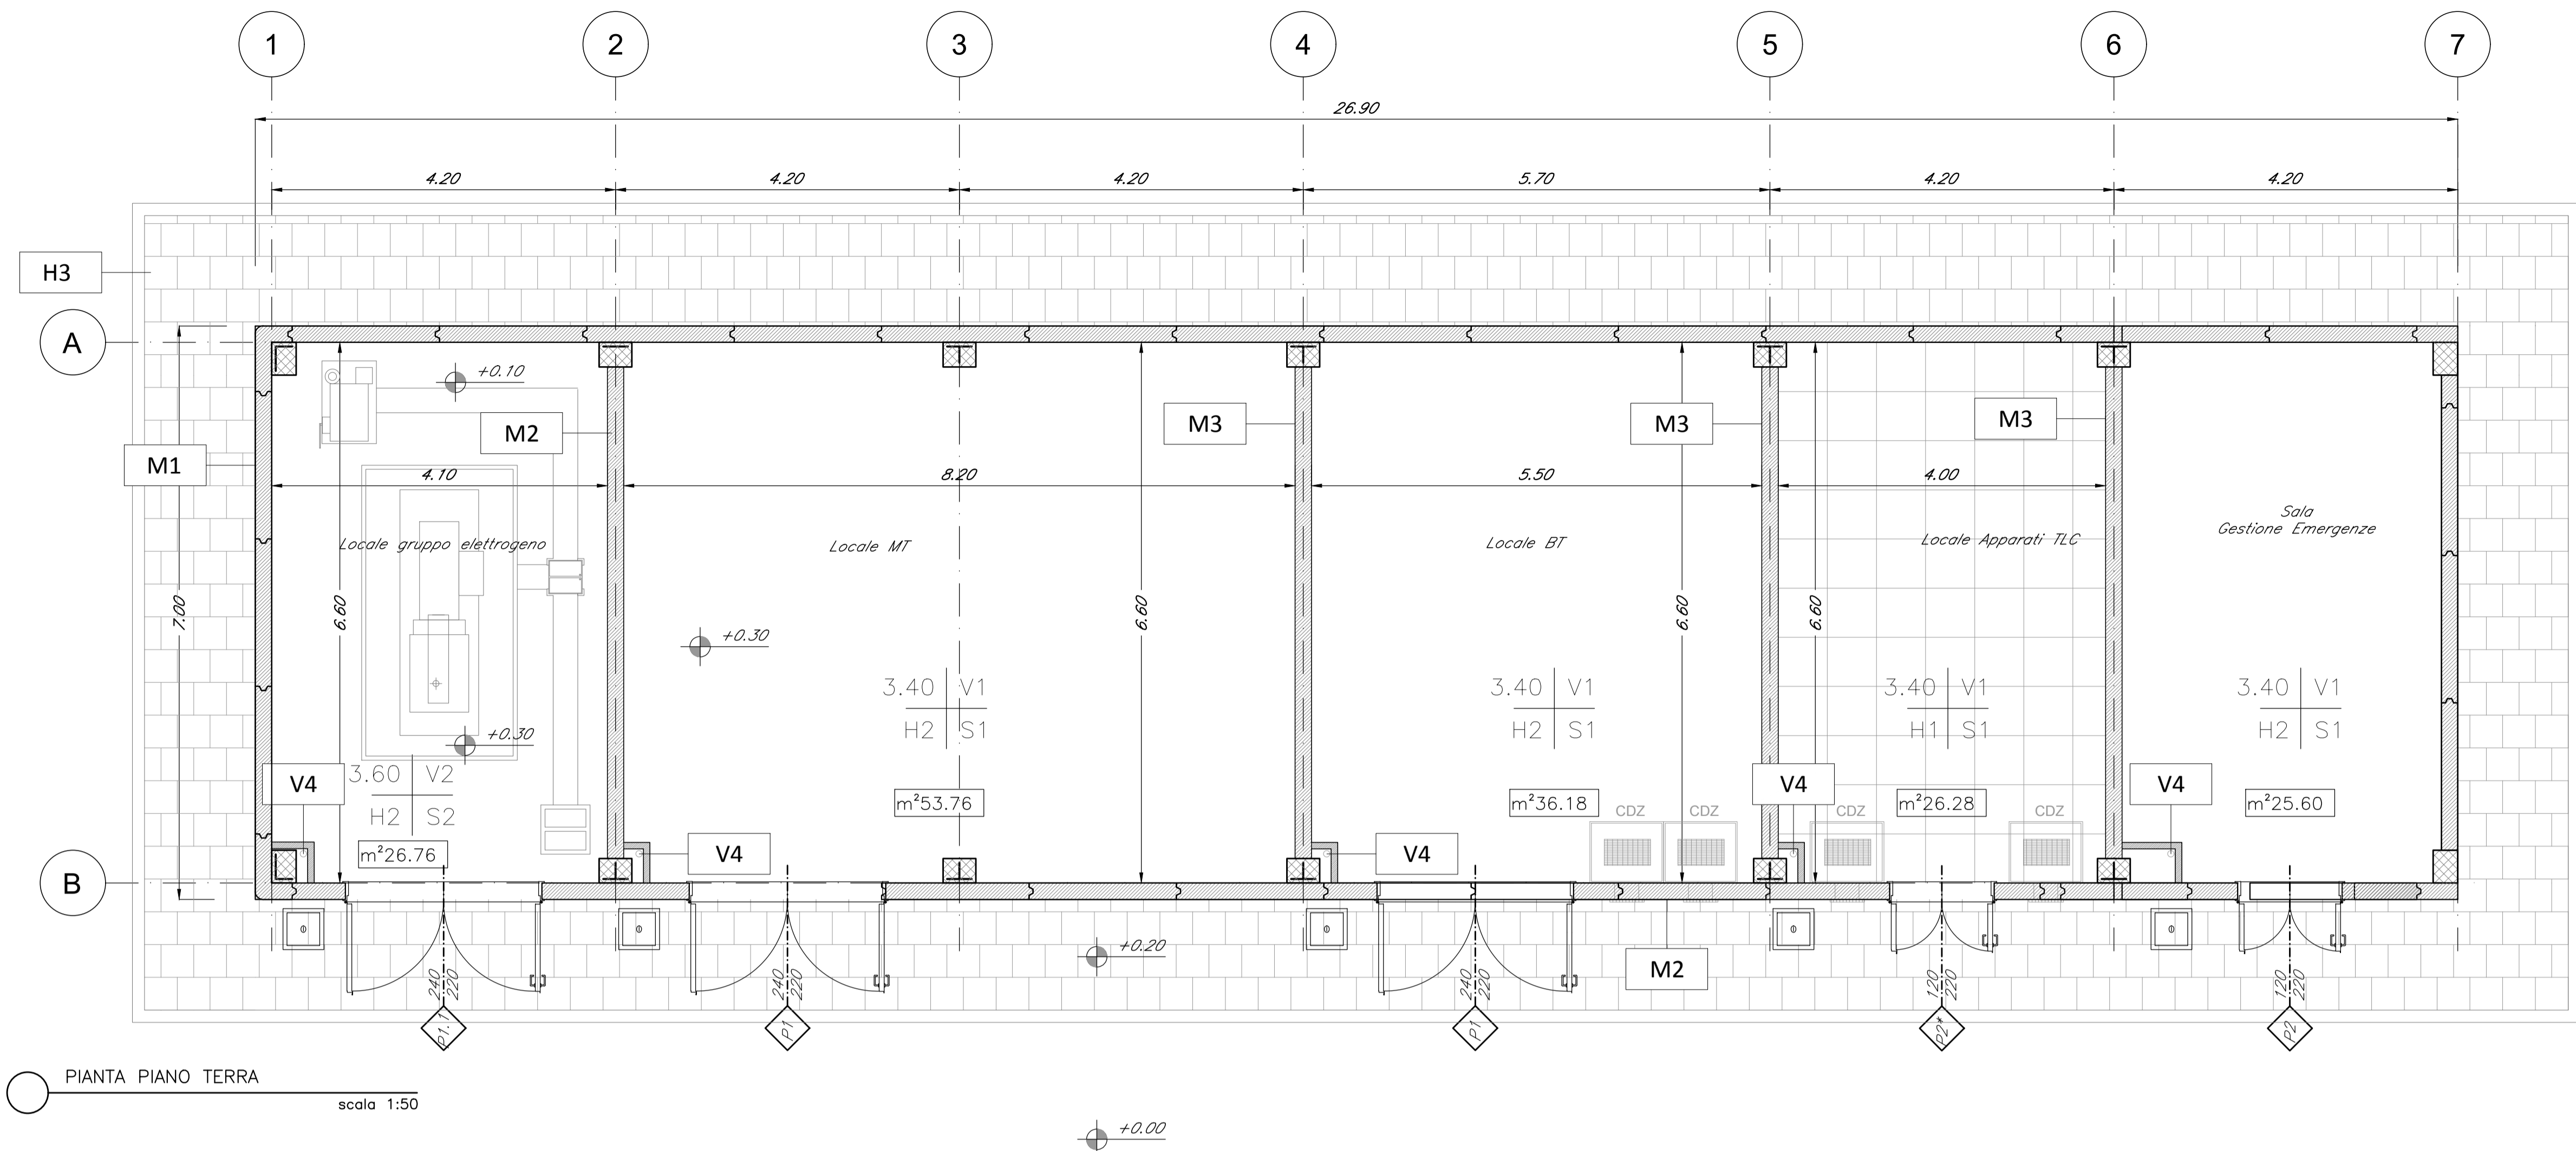 1 2 3 4 5 6 7
26.90
4.20 4.20 4.20 5.70 4.20 4.20
H3
A
+0.10
M2 M3 M3 M3
M1
4.10 8.20 5.50 4.00
Sala
Gestione Emergenze
Locale gruppo elettrogeno
Locale MT
Locale BT
Locale Apparati TLC
7.00 6.60 6.60 6.60 6.60
+0.30
3.40 V1
H2 S1
3.40 V1
H2 S1
3.40 V1
H1 S1
3.40 V1
H2 S1
+0.30
3.60 V2
H2 S2
V4 V4 V4
m²53.76 m²36.18 m²26.28 m²25.60
CDZ CDZ CDZ CDZ
m²26.76
V4 V4
B
+0.20
M2
240
220
240
220
240
220
120
220
120
220
P1.1 P1 P1 P2* P2
PIANTA PIANO TERRA
scala 1:50
+0.00